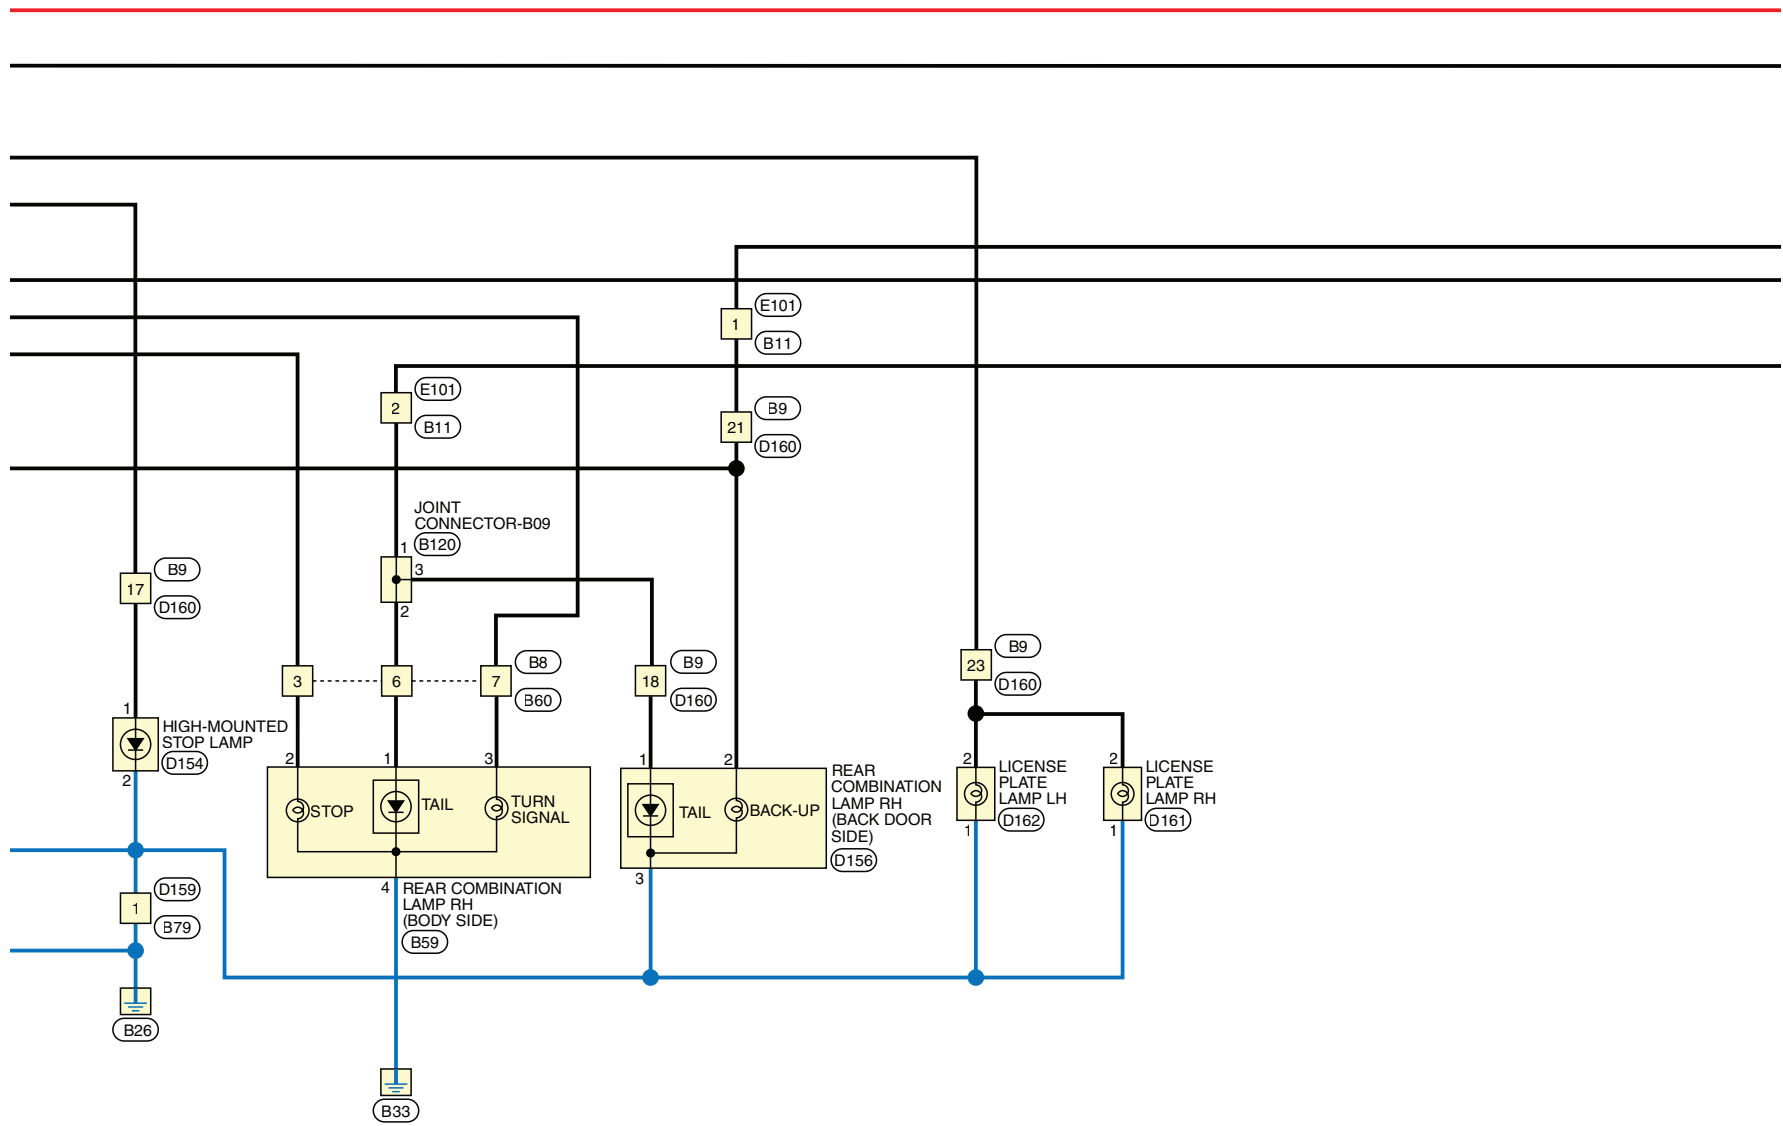 E101
1
B11
E101
2
B11
B9
21
D160
JOINT
CONNECTOR-B09
1
B120
3
2
B9
17
D160
B9
23
D160
B8
3
6
7
B60
B9
18
D160
1
HIGH-MOUNTED
STOP LAMP
D154
2
2
1
3
STOP
TAIL
TURN
SIGNAL
4
REAR COMBINATION
LAMP RH
(BODY SIDE)
B59
1
2
TAIL
BACK-UP
REAR
COMBINATION
LAMP RH
(BACK DOOR
SIDE)
D156
3
2
LICENSE
PLATE
LAMP LH
D162
1
2
LICENSE
PLATE
LAMP RH
D161
1
D159
1
B79
B26
B33